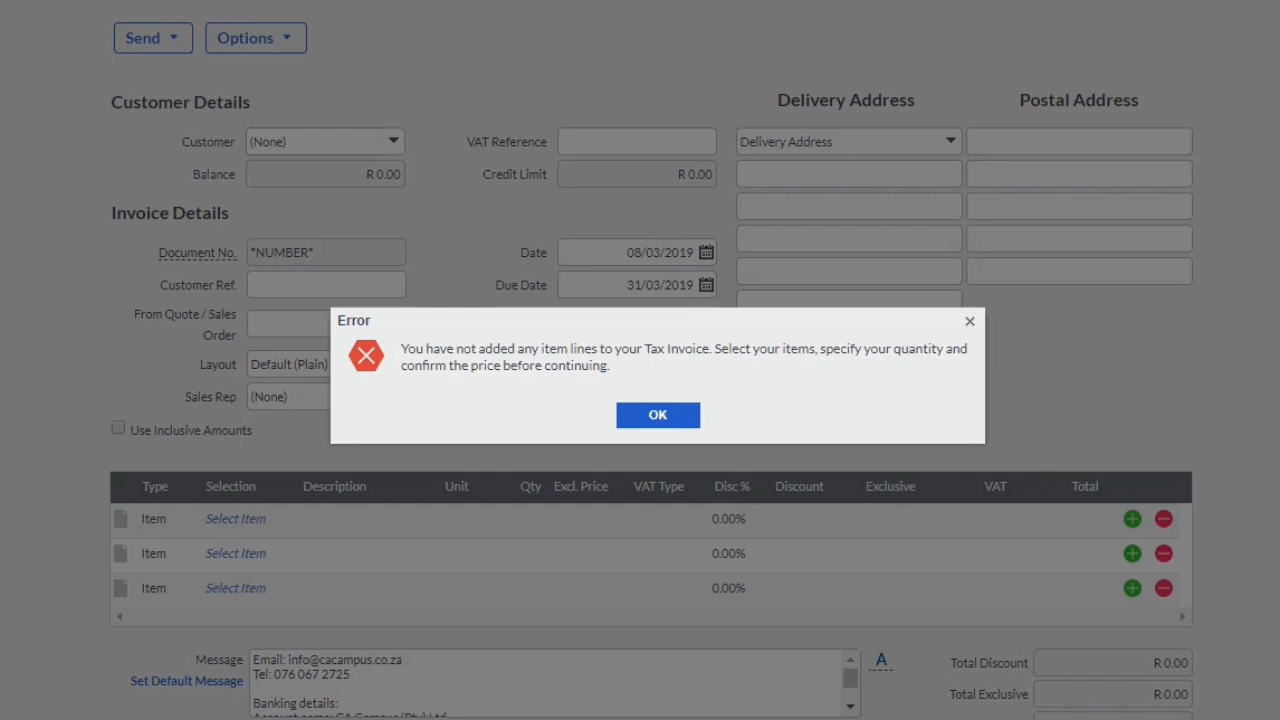 Send Options
Customer Details Delivery Address Postal Address
Customer (None) VAT Reference Delivery Address
Balance R 0.00 Credit Limit R 0.00
Invoice Details
Document No. *NUMBER* Date 08/03/2019
Customer Ref. Due Date 31/03/2019
From Quote / Sales
Order
Layout Default (Plain)
Sales Rep (None)
Use Inclusive Amounts
Error
You have not added any item lines to your Tax Invoice. Select your items, specify your quantity and
confirm the price before continuing.
OK
Type Selection Description Unit Qty Excl. Price VAT Type Disc % Discount Exclusive VAT Total
Item Select Item 0.00%
Item Select Item 0.00%
Item Select Item 0.00%
Message Email: info@cacampus.co.za A Total Discount R 0.00
Set Default Message Tel: 076 067 2725
Total Exclusive R 0.00
Banking details:
Account name: CA Campus (Pty) Ltd